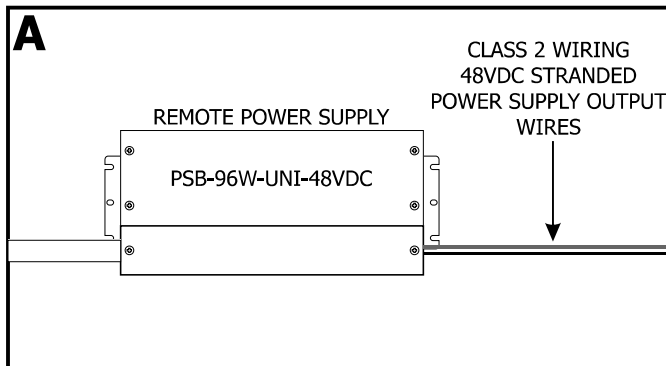 A
CLASS 2 WIRING
48VDC STRANDED
POWER SUPPLY OUTPUT
WIRES
REMOTE POWER SUPPLY
PSB-96W-UNI-48VDC